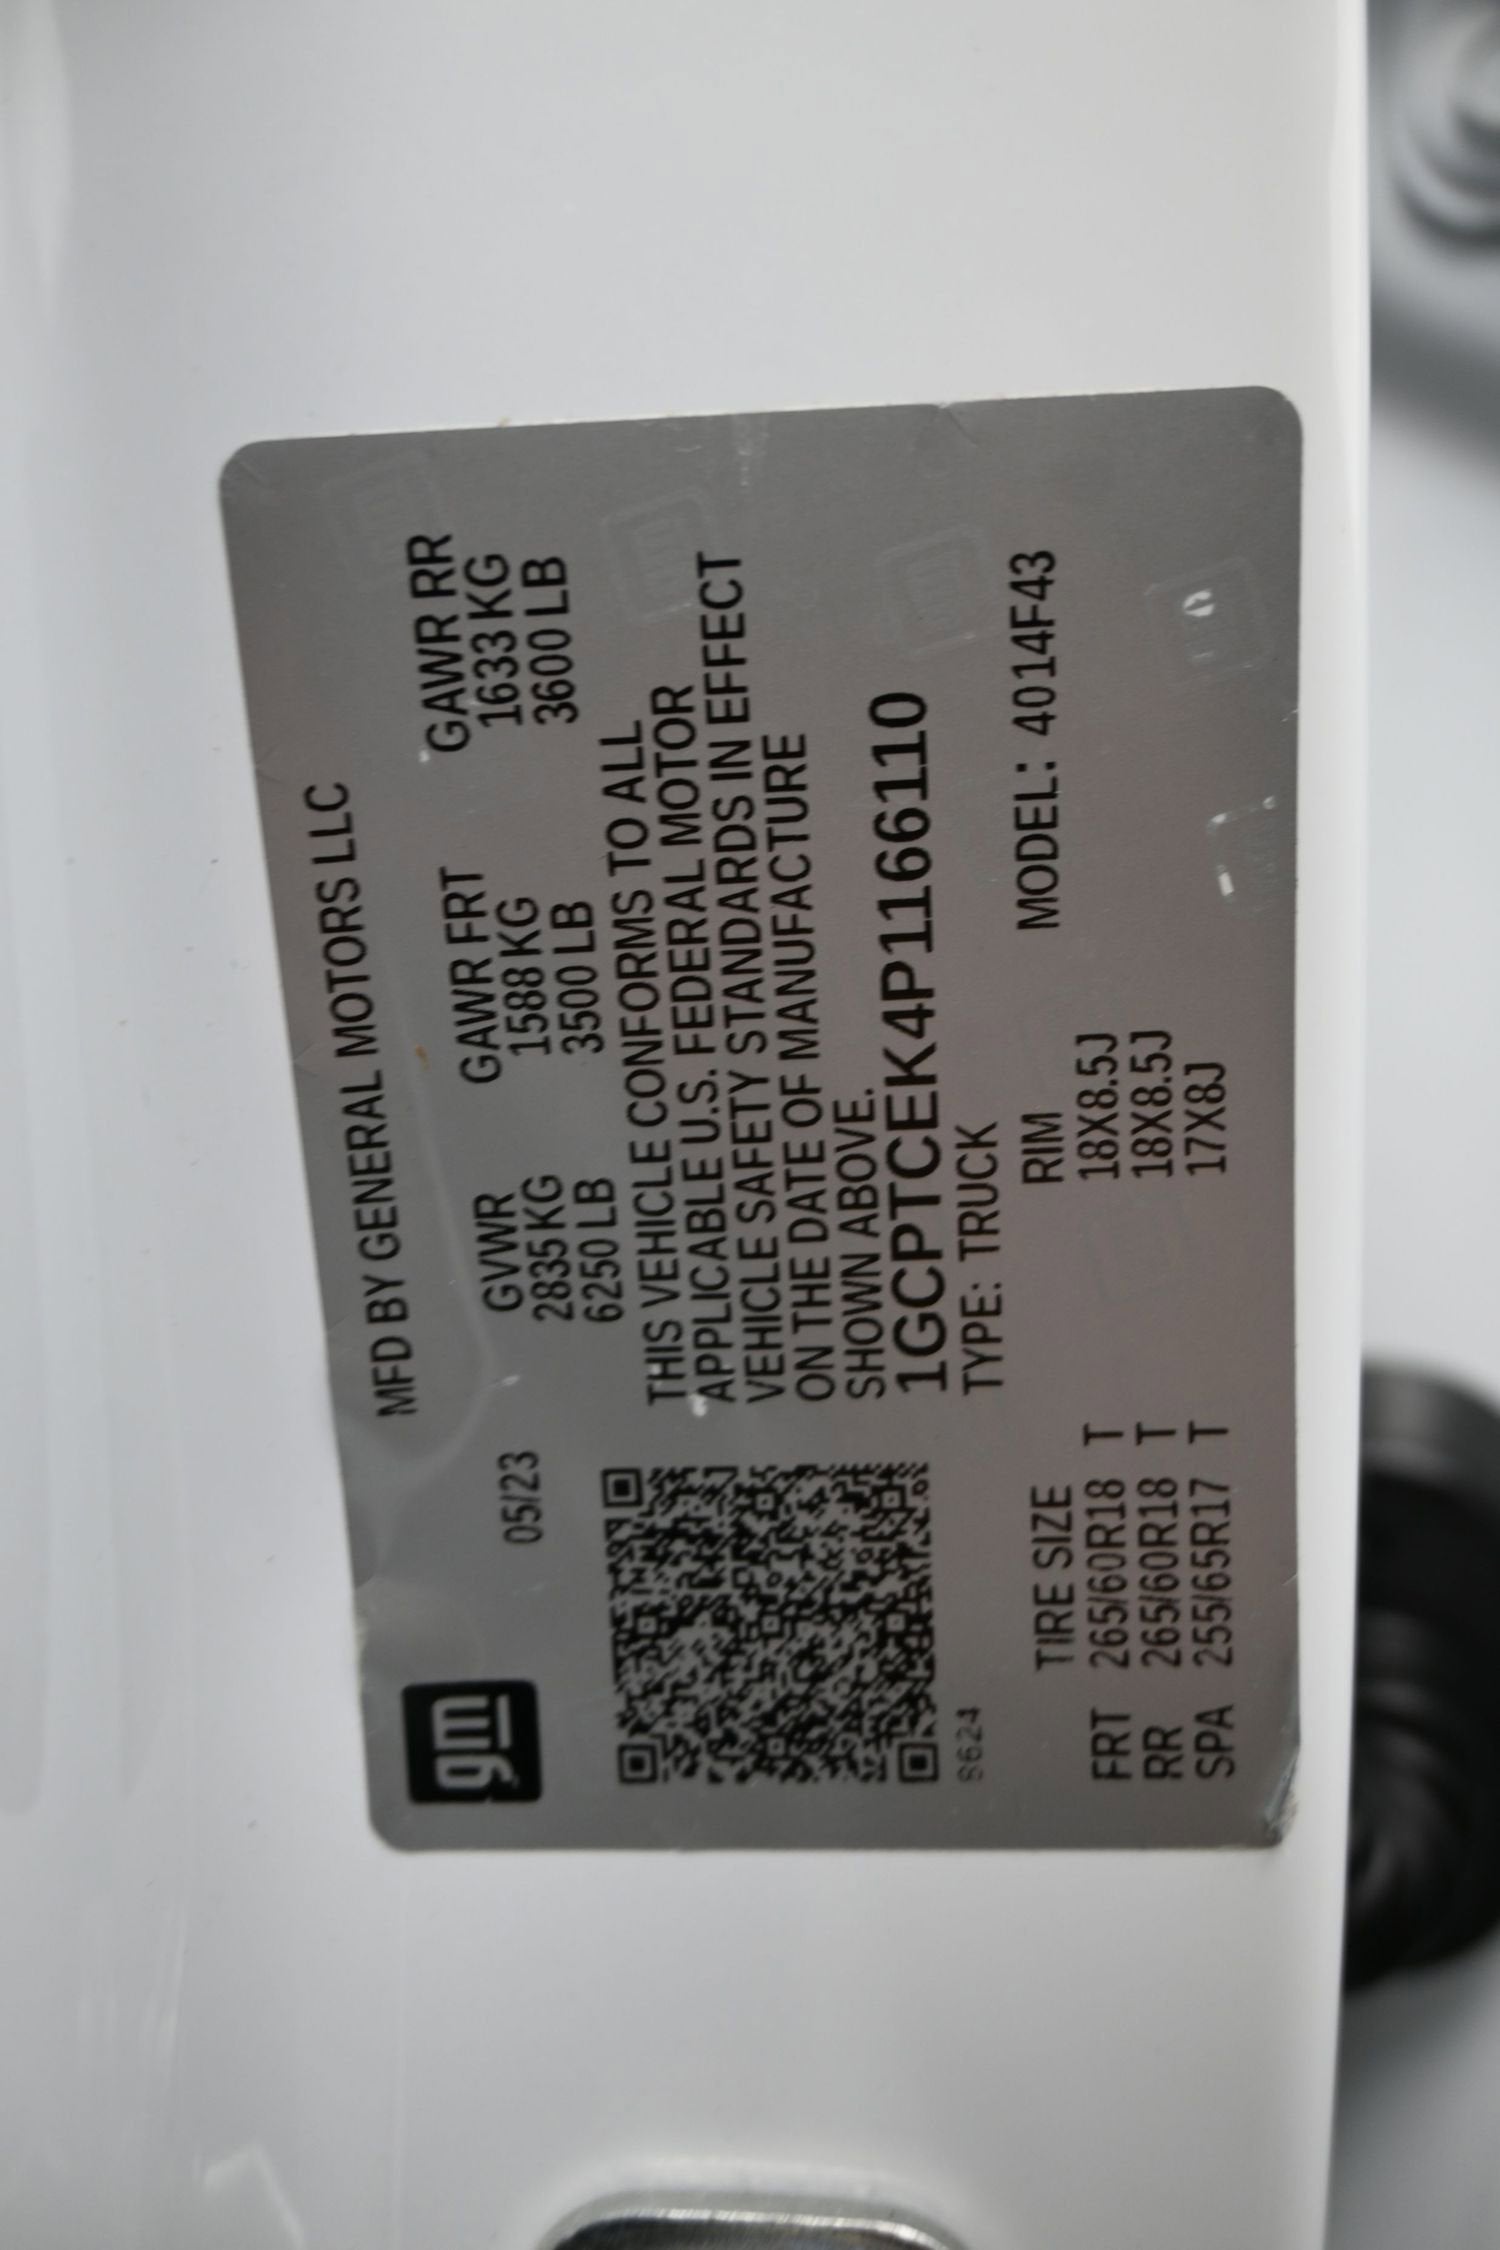 gm
MFD BY GENERAL MOTORS LLC
05/23
GVWR GAWR FRT GAWR RR
2835 KG 1588 KG 1633 KG
6250 LB 3500 LB 3600 LB
THIS VEHICLE CONFORMS TO ALL
APPLICABLE U.S. FEDERAL MOTOR
VEHICLE SAFETY STANDARDS IN EFFECT
ON THE DATE OF MANUFACTURE
SHOWN ABOVE.
1GCPTCEK4P1166110
TYPE: TRUCK
MODEL: 4014F43
TIRE SIZE RIM
FRT 265/60R18 T 18X8.5J
RR 265/60R18 T 18X8.5J
SPA 255/65R17 T 17X8J